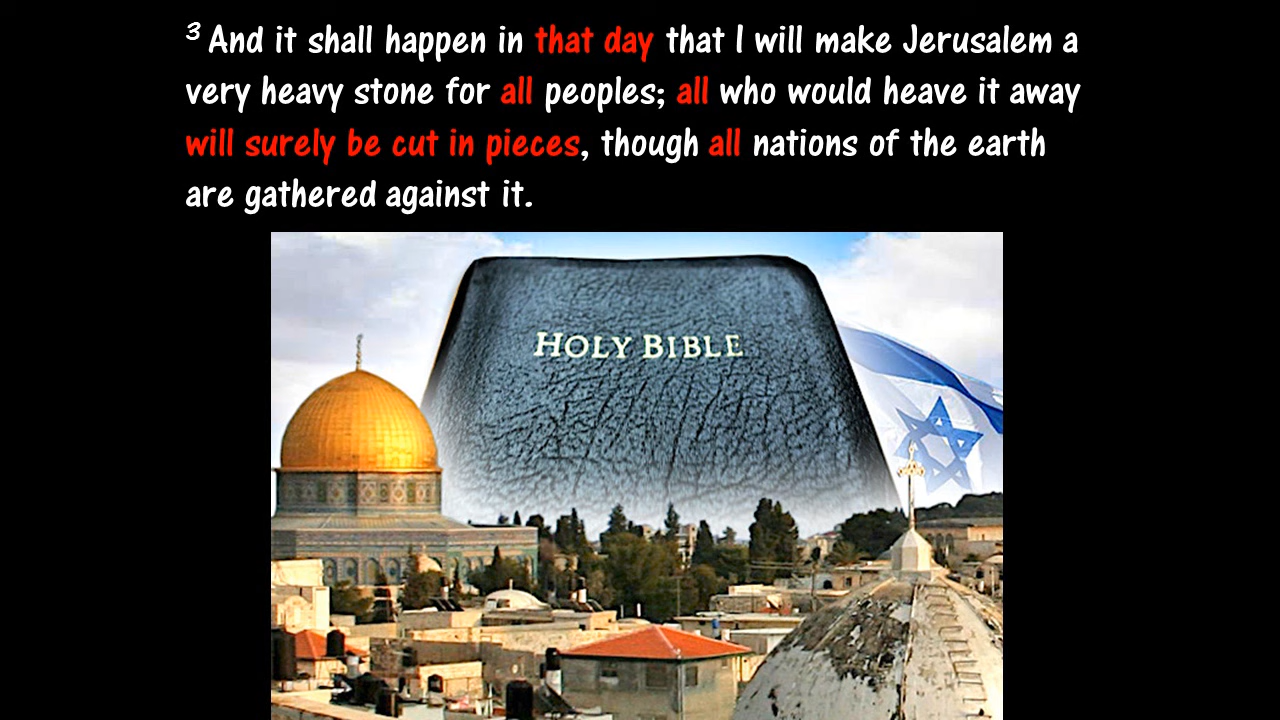 3 And it shall happen in that day that I will make Jerusalem a
very heavy stone for all peoples; all who would heave it away
will surely be cut in pieces, though all nations of the earth
are gathered against it.
HOLY BIBLE